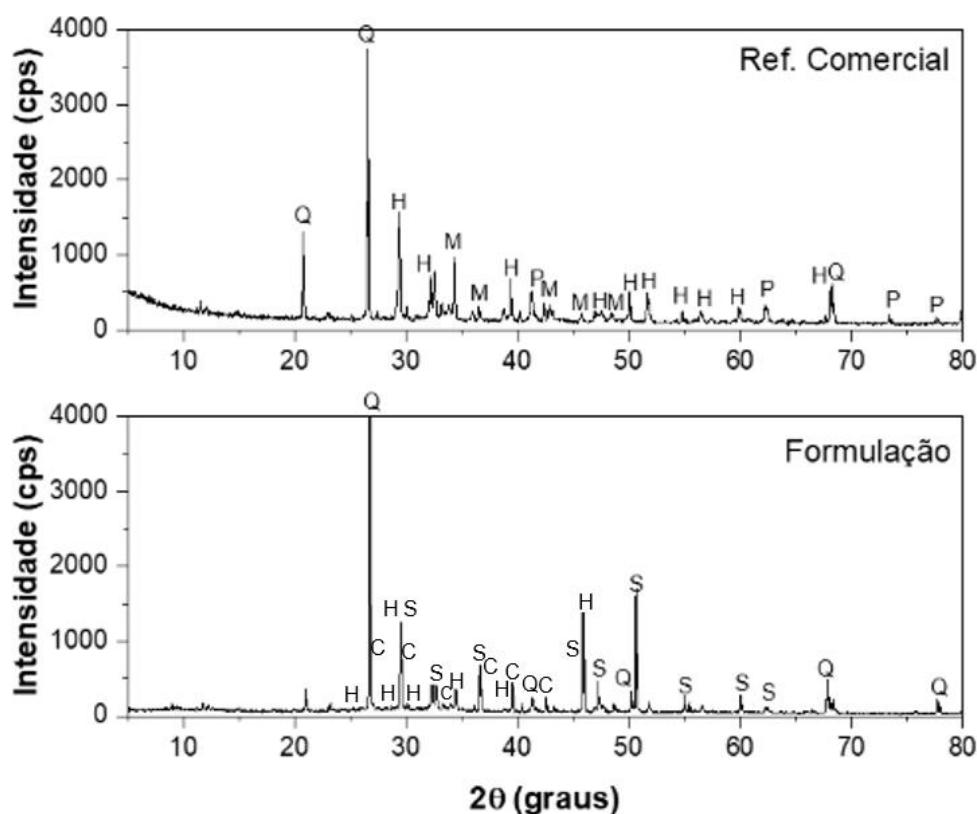 Intensidade (cps)
4000
3000
2000
1000
0
Ref. Comercial
Q
Q
H
H
M
M
H
P
M
M
H
M
H
H
H
H
H
P
H
Q
P
P
10
20
30
40
50
60
70
80
Intensidade (cps)
4000
3000
2000
1000
0
Formulação
Q
H
C
H
H
S
C
H
S
C
H
S
C
H
C
Q
C
S
H
S
Q
S
S
S
S
Q
Q
10
20
30
40
50
60
70
80
2θ (graus)